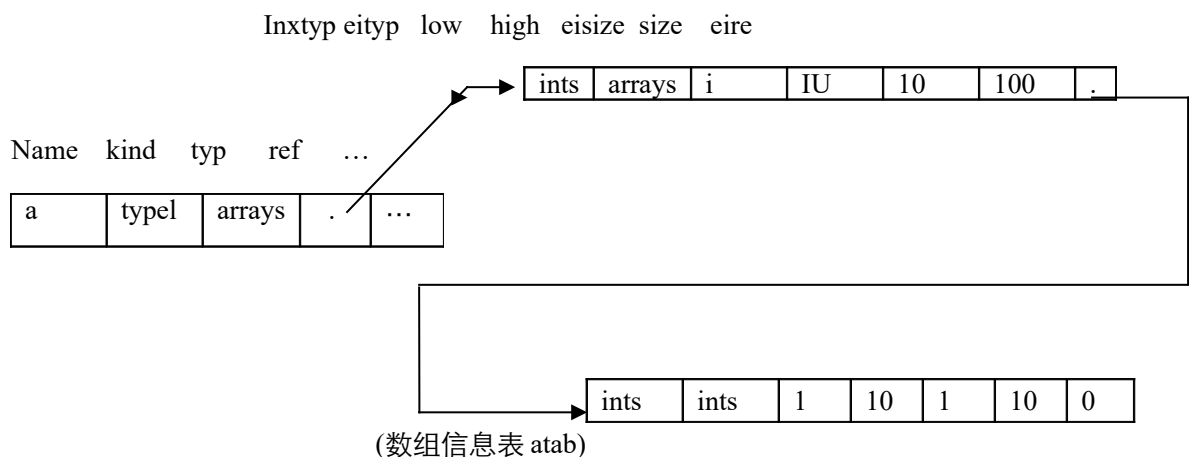 Inxtyp eityp low high eisize size eire
ints arrays i IU 10 100 .
Name kind typ ref …
a typel arrays . …
ints ints 1 10 1 10 0
(数组信息表 atab)